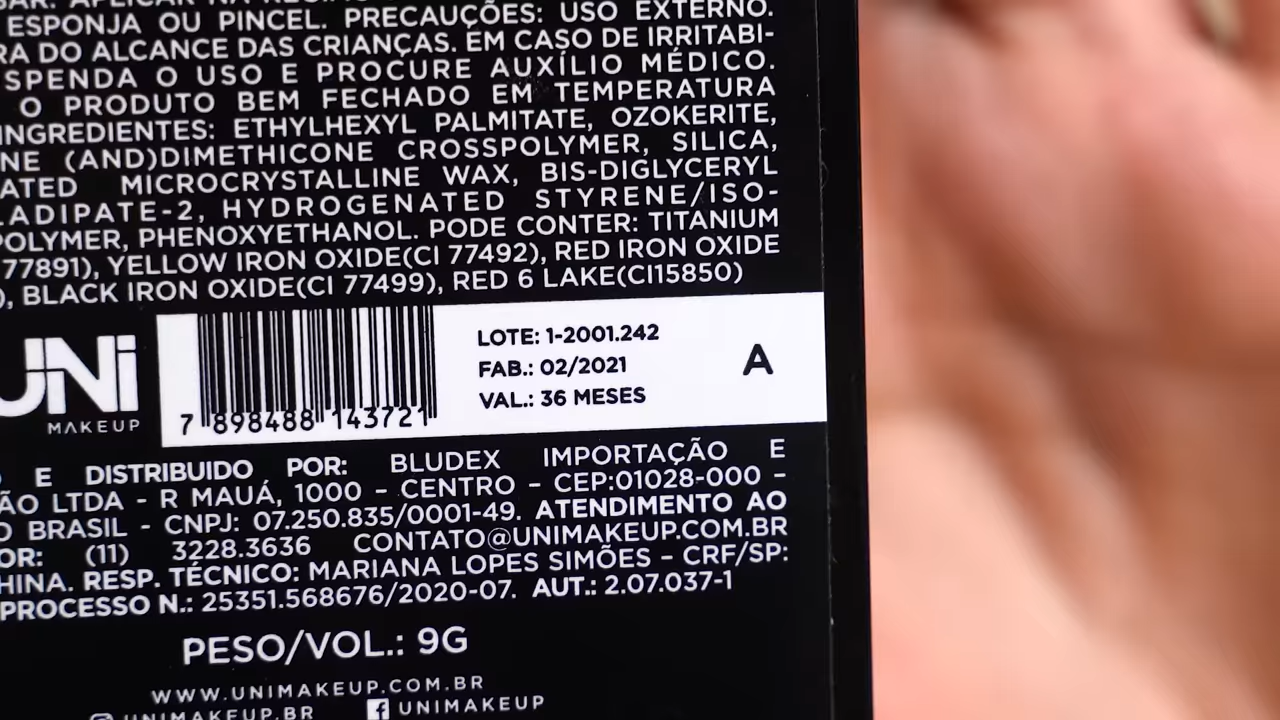 ESPONJA OU PINCEL. PRECAUÇÕES: USO EXTERNO.
DO ALCANCE DAS CRIANÇAS. EM CASO DE IRRITABI-
SPENDA O USO E PROCURE AUXÍLIO MÉDICO.
O PRODUTO BEM FECHADO EM TEMPERATURA
INGREDIENTES: ETHYLHEXYL PALMITATE, OZOKERITE,
NE (AND)DIMETHICONE CROSSPOLYMER, SILICA,
ATED MICROCRYSTALLINE WAX, BIS-DIGLYCERYL
LADIPATE-2, HYDROGENATED STYRENE/ISO-
POLYMER, PHENOXYETHANOL. PODE CONTER: TITANIUM
77891), YELLOW IRON OXIDE(CI 77492), RED IRON OXIDE
), BLACK IRON OXIDE(CI 77499), RED 6 LAKE(CI15850)
UNi
MAKEUP
7 898488 143721
LOTE: 1-2001.242
FAB.: 02/2021
VAL.: 36 MESES
A
E DISTRIBUIDO POR: BLUDEX IMPORTAÇÃO E
ÃO LTDA - R MAUÁ, 1000 – CENTRO – CEP:01028-000 –
O BRASIL - CNPJ: 07.250.835/0001-49. ATENDIMENTO AO
OR: (11) 3228.3636 CONTATO@UNIMAKEUP.COM.BR
HINA. RESP. TÉCNICO: MARIANA LOPES SIMÕES – CRF/SP:
PROCESSO N.: 25351.568676/2020-07. AUT.: 2.07.037-1
PESO/VOL.: 9G
WWW.UNIMAKEUP.COM.BR
UNIMAKEUP.BR
UNIMAKEUP